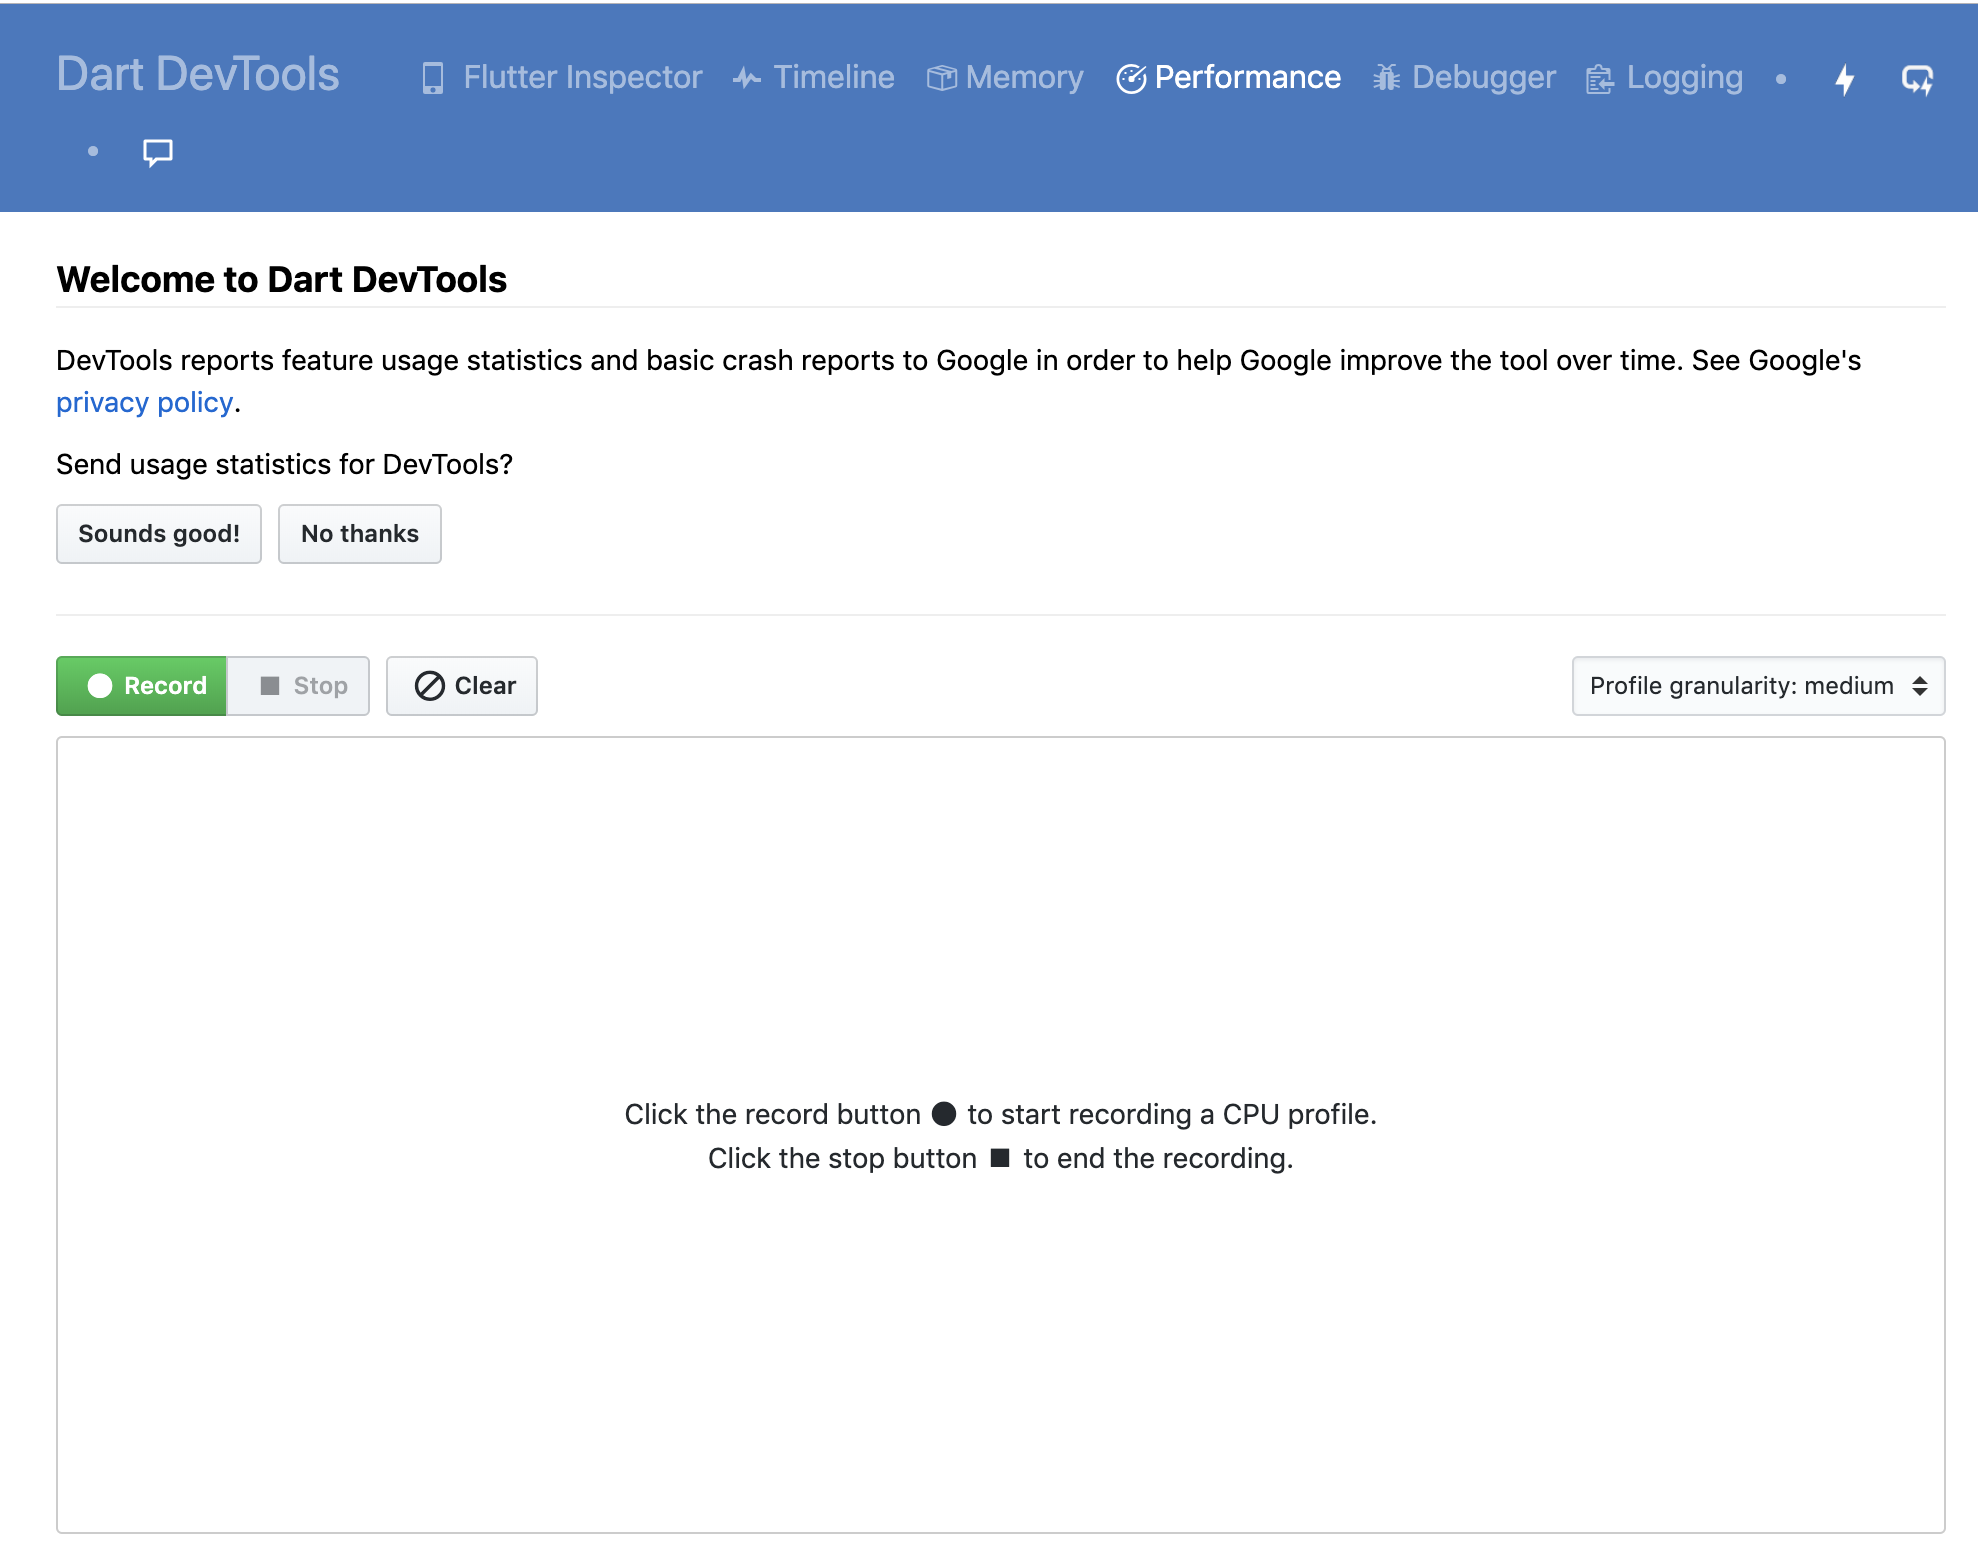 Dart DevTools
Flutter Inspector
Timeline
Memory
Performance
Debugger
Logging
Welcome to Dart DevTools
DevTools reports feature usage statistics and basic crash reports to Google in order to help Google improve the tool over time. See Google's
privacy policy.
Send usage statistics for DevTools?
Sounds good!
No thanks
Record
Stop
Clear
Profile granularity: medium
Click the record button to start recording a CPU profile.
Click the stop button to end the recording.